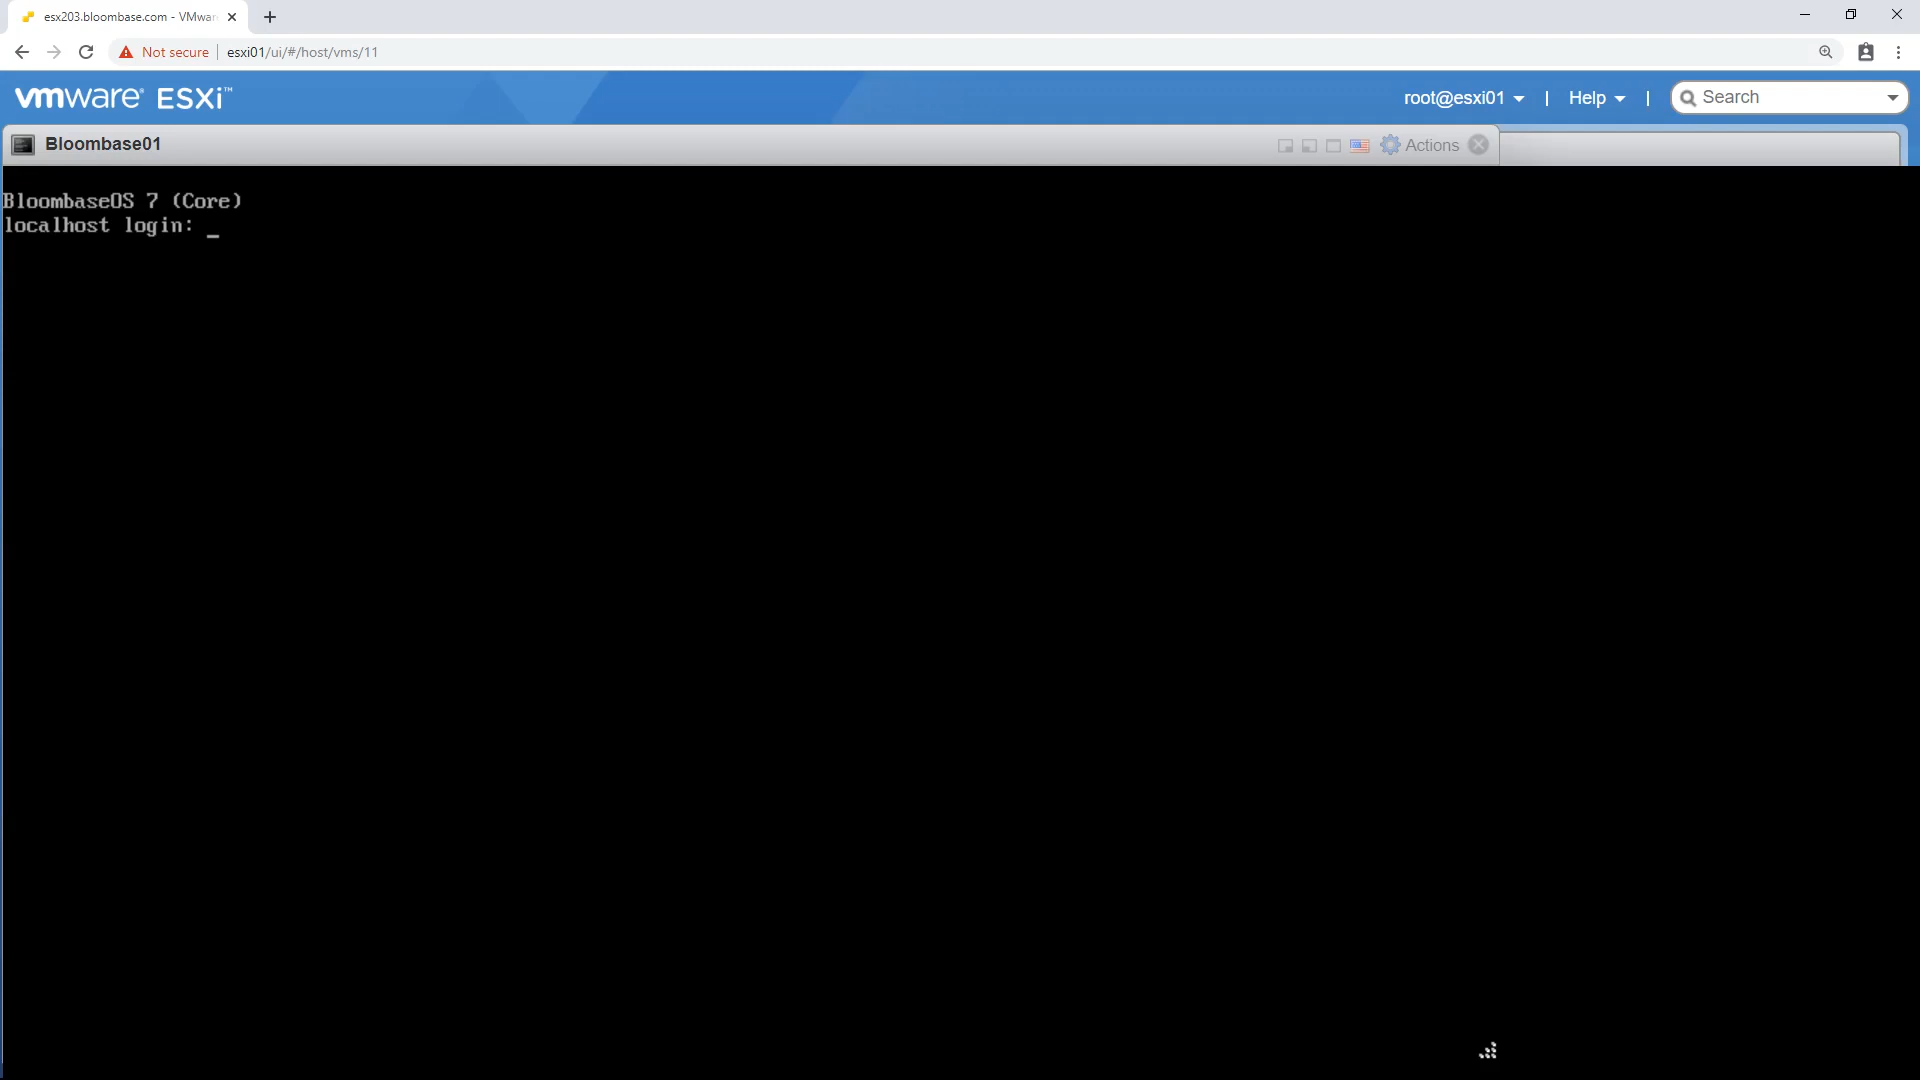 esx203.bloombase.com - VMwar
Not secure
esxi01/ui/#/host/vms/11
vmware® ESXi™
root@esxi01
|
Help
|
Search
Bloombase01
Actions
BloombaseOS 7 (Core)
localhost login: _